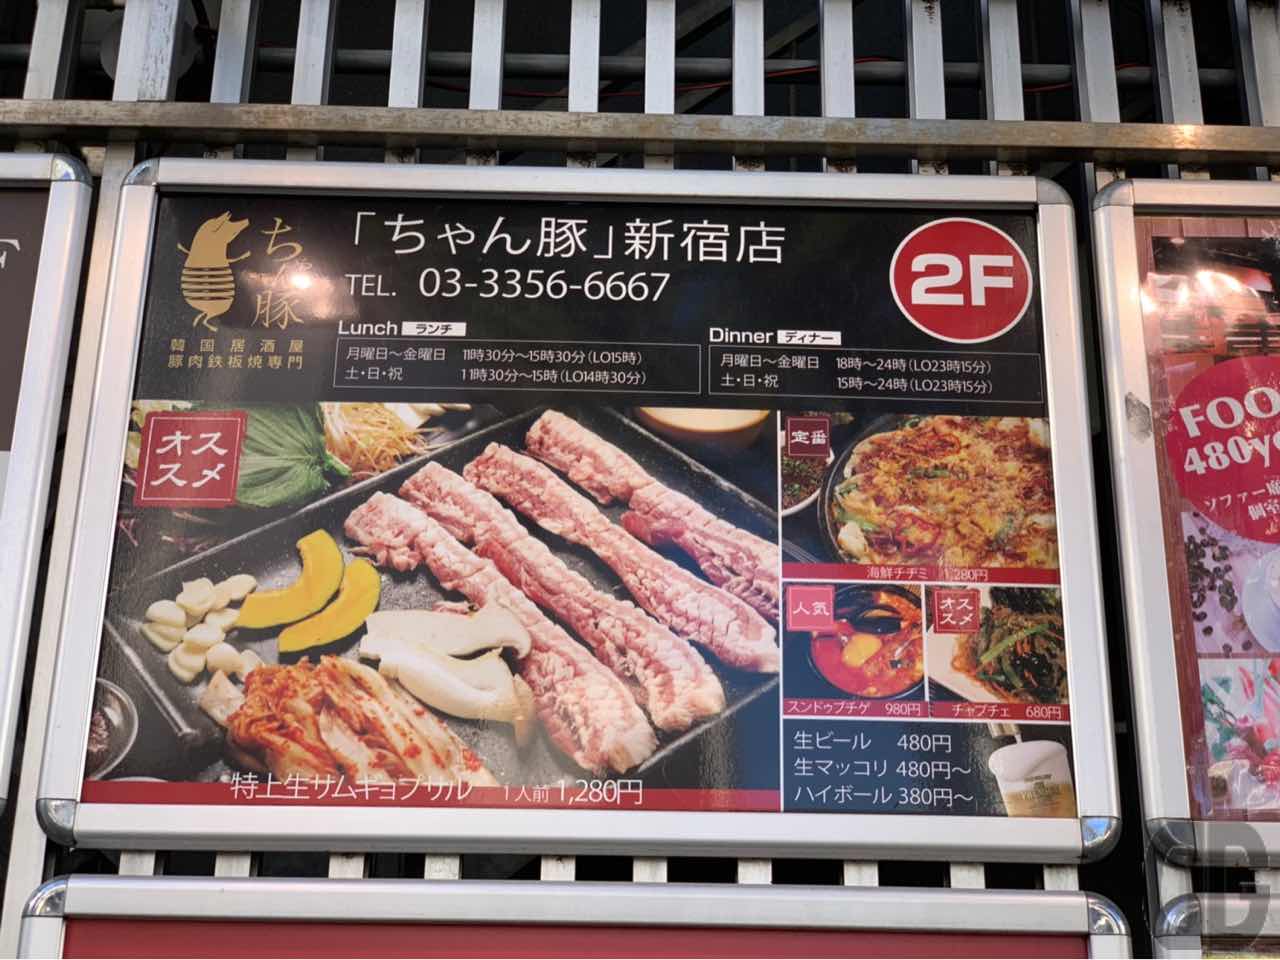 ちゃん豚
韓国居酒屋
豚肉鉄板焼専門
「ちゃん豚」新宿店
TEL. 03-3356-6667
2F
Lunch ランチ
月曜日〜金曜日 11時30分〜15時30分(LO15時)
土・日・祝 11時30分〜15時(LO14時30分)
Dinner ディナー
月曜日〜金曜日 18時〜24時(LO23時15分)
土・日・祝 15時〜24時(LO23時15分)
オス
スメ
特上生サムギョプサル 1人前 1,280円
定番
海鮮チヂミ 1,280円
人気
スンドゥブチゲ 980円
オス
スメ
チャプチェ 680円
生ビール 480円
生マッコリ 480円〜
ハイボール 380円〜
FOO
480y
ソファー
個室